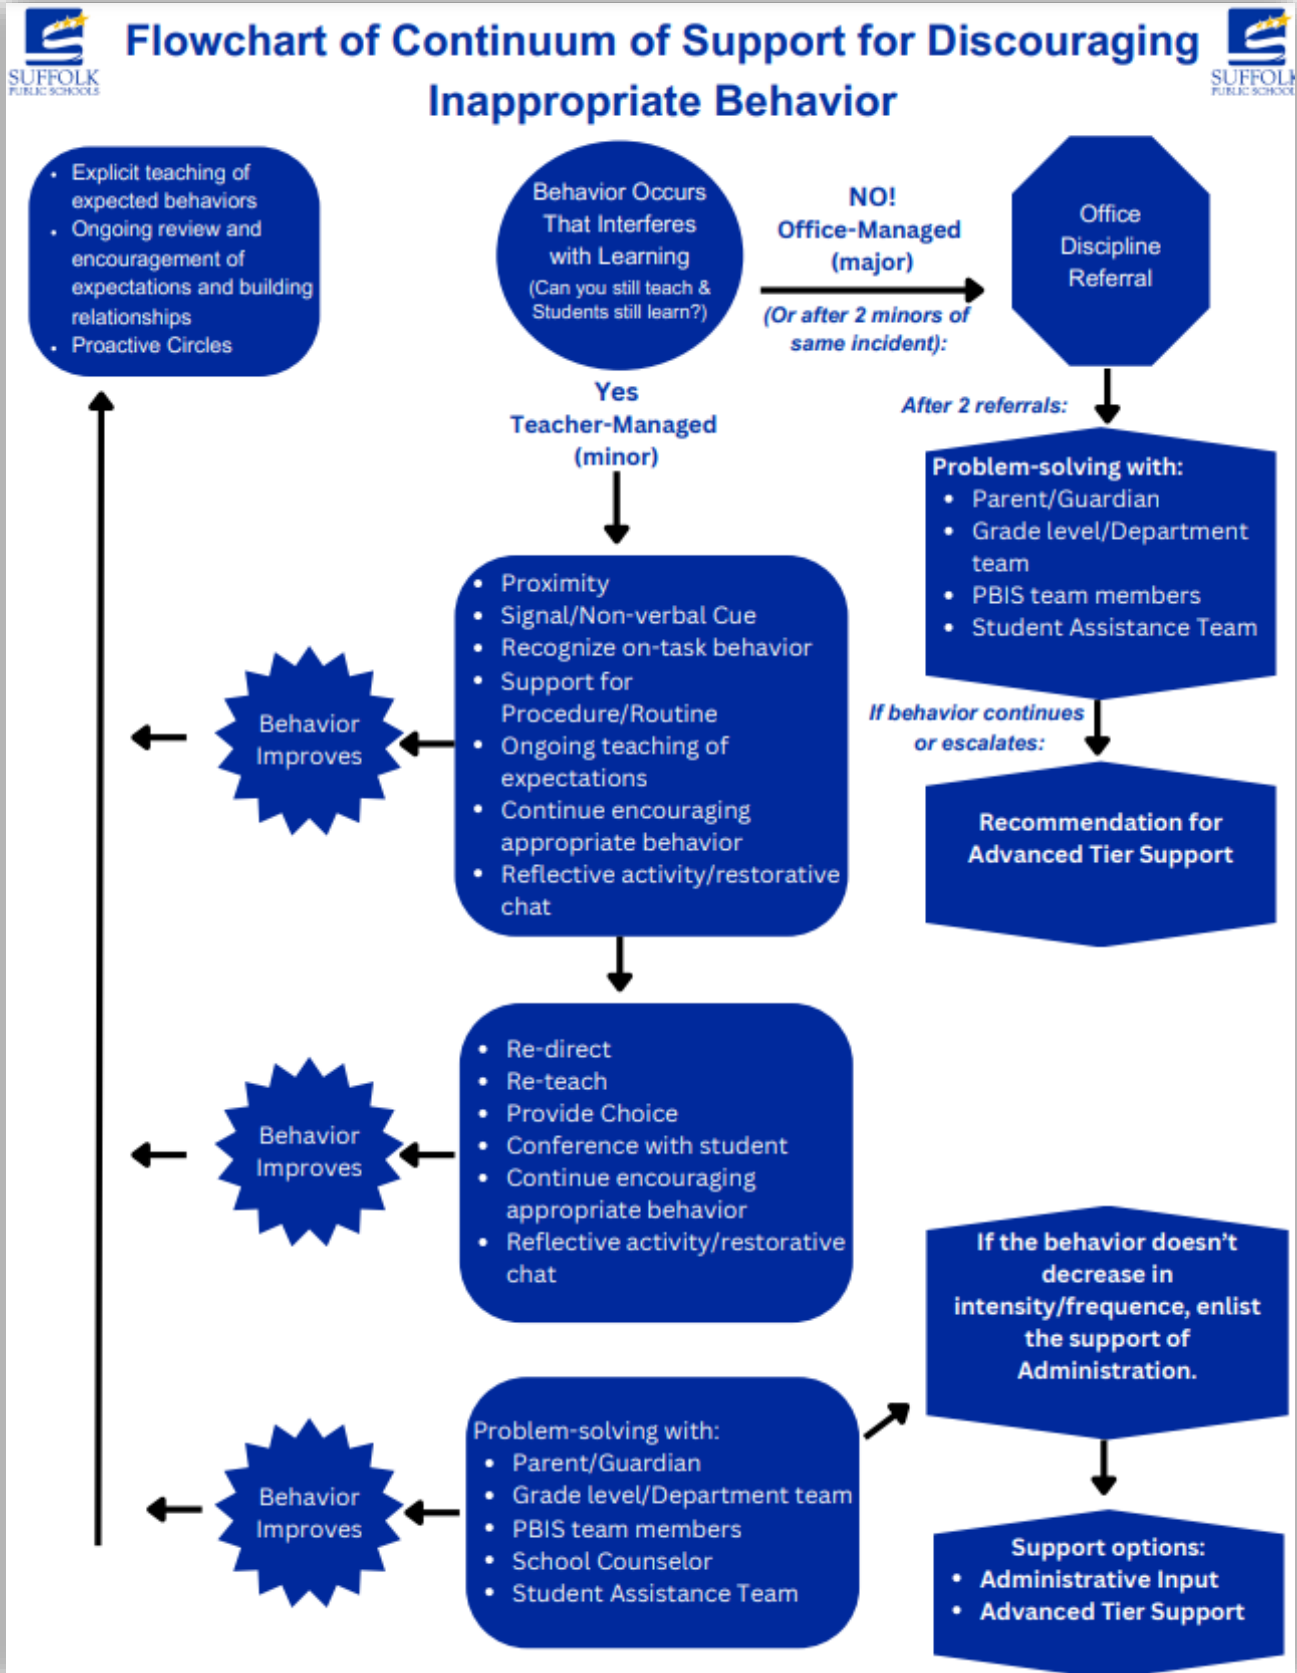 SUFFOLK
PUBLIC SCHOOLS
Flowchart of Continuum of Support for Discouraging
Inappropriate Behavior
SUFFOLK
PUBLIC SCHOOL
• Explicit teaching of
expected behaviors
• Ongoing review and
encouragement of
expectations and building
relationships
• Proactive Circles
Behavior Occurs
That Interferes
with Learning
(Can you still teach &
Students still learn?)
NO!
Office-Managed
(major)
(Or after 2 minors of
same incident):
Office
Discipline
Referral
Yes
Teacher-Managed
(minor)
After 2 referrals:
Problem-solving with:
• Parent/Guardian
• Grade level/Department
team
• PBIS team members
• Student Assistance Team
If behavior continues
or escalates:
Recommendation for
Advanced Tier Support
• Proximity
• Signal/Non-verbal Cue
• Recognize on-task behavior
• Support for
Procedure/Routine
• Ongoing teaching of
expectations
• Continue encouraging
appropriate behavior
• Reflective activity/restorative
chat
Behavior
Improves
• Re-direct
• Re-teach
• Provide Choice
• Conference with student
• Continue encouraging
appropriate behavior
• Reflective activity/restorative
chat
Behavior
Improves
Problem-solving with:
• Parent/Guardian
• Grade level/Department team
• PBIS team members
• School Counselor
• Student Assistance Team
Behavior
Improves
If the behavior doesn't
decrease in
intensity/frequence, enlist
the support of
Administration.
Support options:
• Administrative Input
• Advanced Tier Support